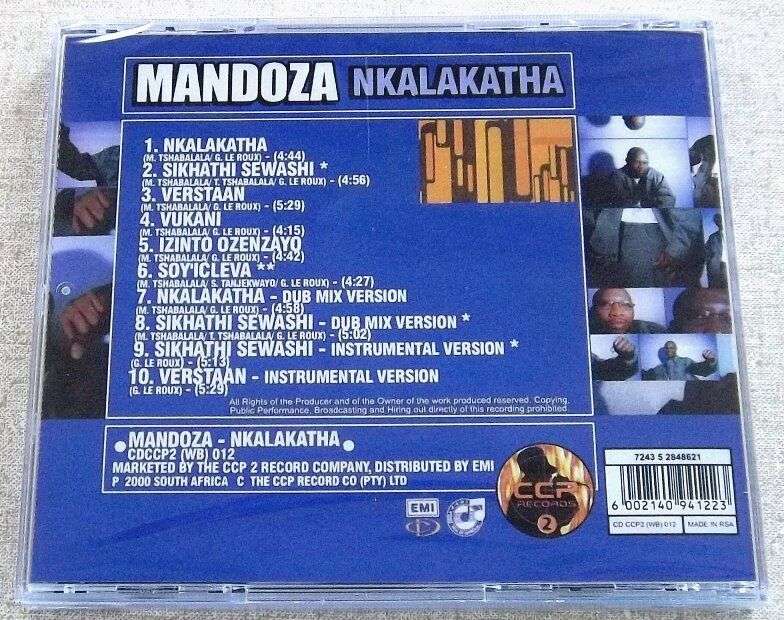 MANDOZA NKALAKATHA
1. NKALAKATHA
(M. TSHABALALA/ G. LE ROUX) - (4:44)
2. SIKHATHI SEWASHI *
(M. TSHABALALA/ T. TSHABALALA/ G. LE ROUX) - (4:56)
3. VERSTAAN
(M. TSHABALALA/ G. LE ROUX) - (5:29)
4. VUKANI
(M. TSHABALALA/ G. LE ROUX) - (4:15)
5. IZINTO OZENZAYO
(M. TSHABALALA/ G. LE ROUX) - (4:42)
6. SOY'ICLEVA **
(M. TSHABALALA/ S. TANJEKWAYO/ G. LE ROUX) - (4:27)
7. NKALAKATHA - DUB MIX VERSION
(M. TSHABALALA/ G. LE ROUX) - (4:58)
8. SIKHATHI SEWASHI - DUB MIX VERSION *
(M. TSHABALALA/ T. TSHABALALA/ G. LE ROUX) - (5:02)
9. SIKHATHI SEWASHI - INSTRUMENTAL VERSION *
(G. LE ROUX) - (5:13)
10. VERSTAAN - INSTRUMENTAL VERSION
(G. LE ROUX) - (5:29)
All Rights of the Producer and of the Owner of the work produced reserved. Copying,
Public Performance, Broadcasting and Hiring out directly of this recording prohibited
MANDOZA - NKALAKATHA
CDCCP2 (WB) 012
MARKETED BY THE CCP 2 RECORD COMPANY, DISTRIBUTED BY EMI
P 2000 SOUTH AFRICA C THE CCP RECORD CO (PTY) LTD
EMI
CCP
RECORDS
2
7243 5 2848621
6 002140 941223
CD CCP2 (WB) 012
MADE IN RSA